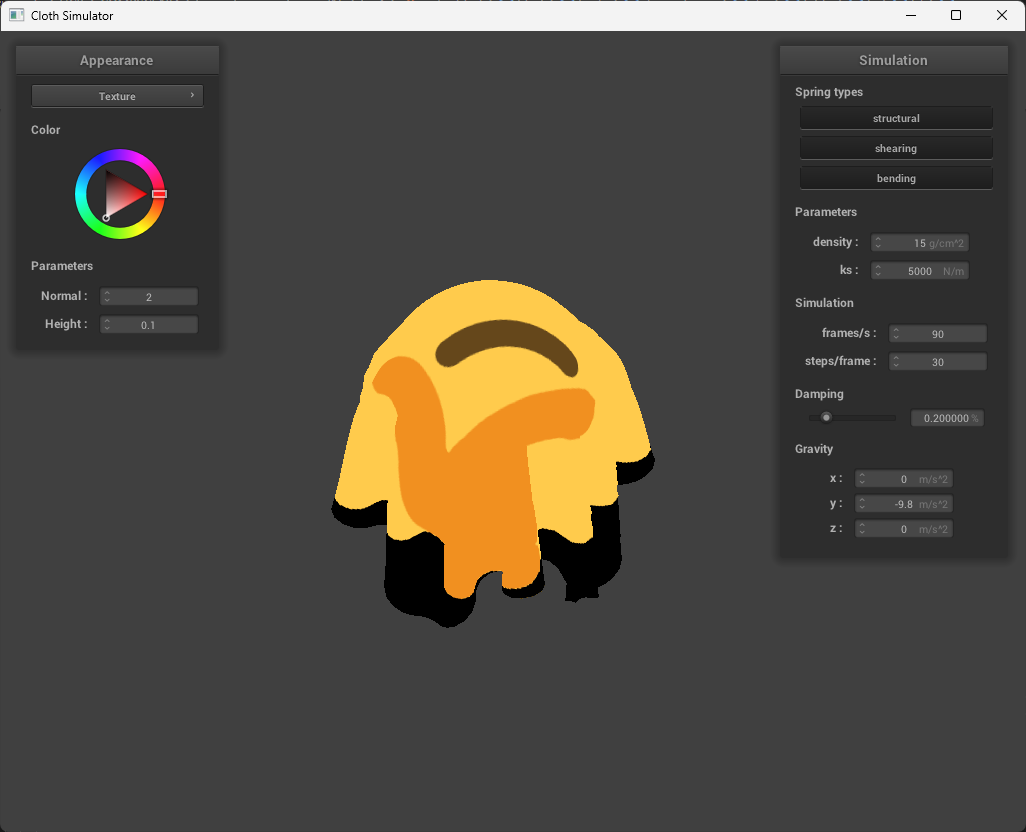 Cloth Simulator
Appearance
Texture
Color
Parameters
Normal : 2
Height : 0.1
Simulation
Spring types
structural
shearing
bending
Parameters
density : 15 g/cm^2
ks : 5000 N/m
Simulation
frames/s : 90
steps/frame : 30
Damping
0.200000 %
Gravity
x : 0 m/s^2
y : -9.8 m/s^2
z : 0 m/s^2